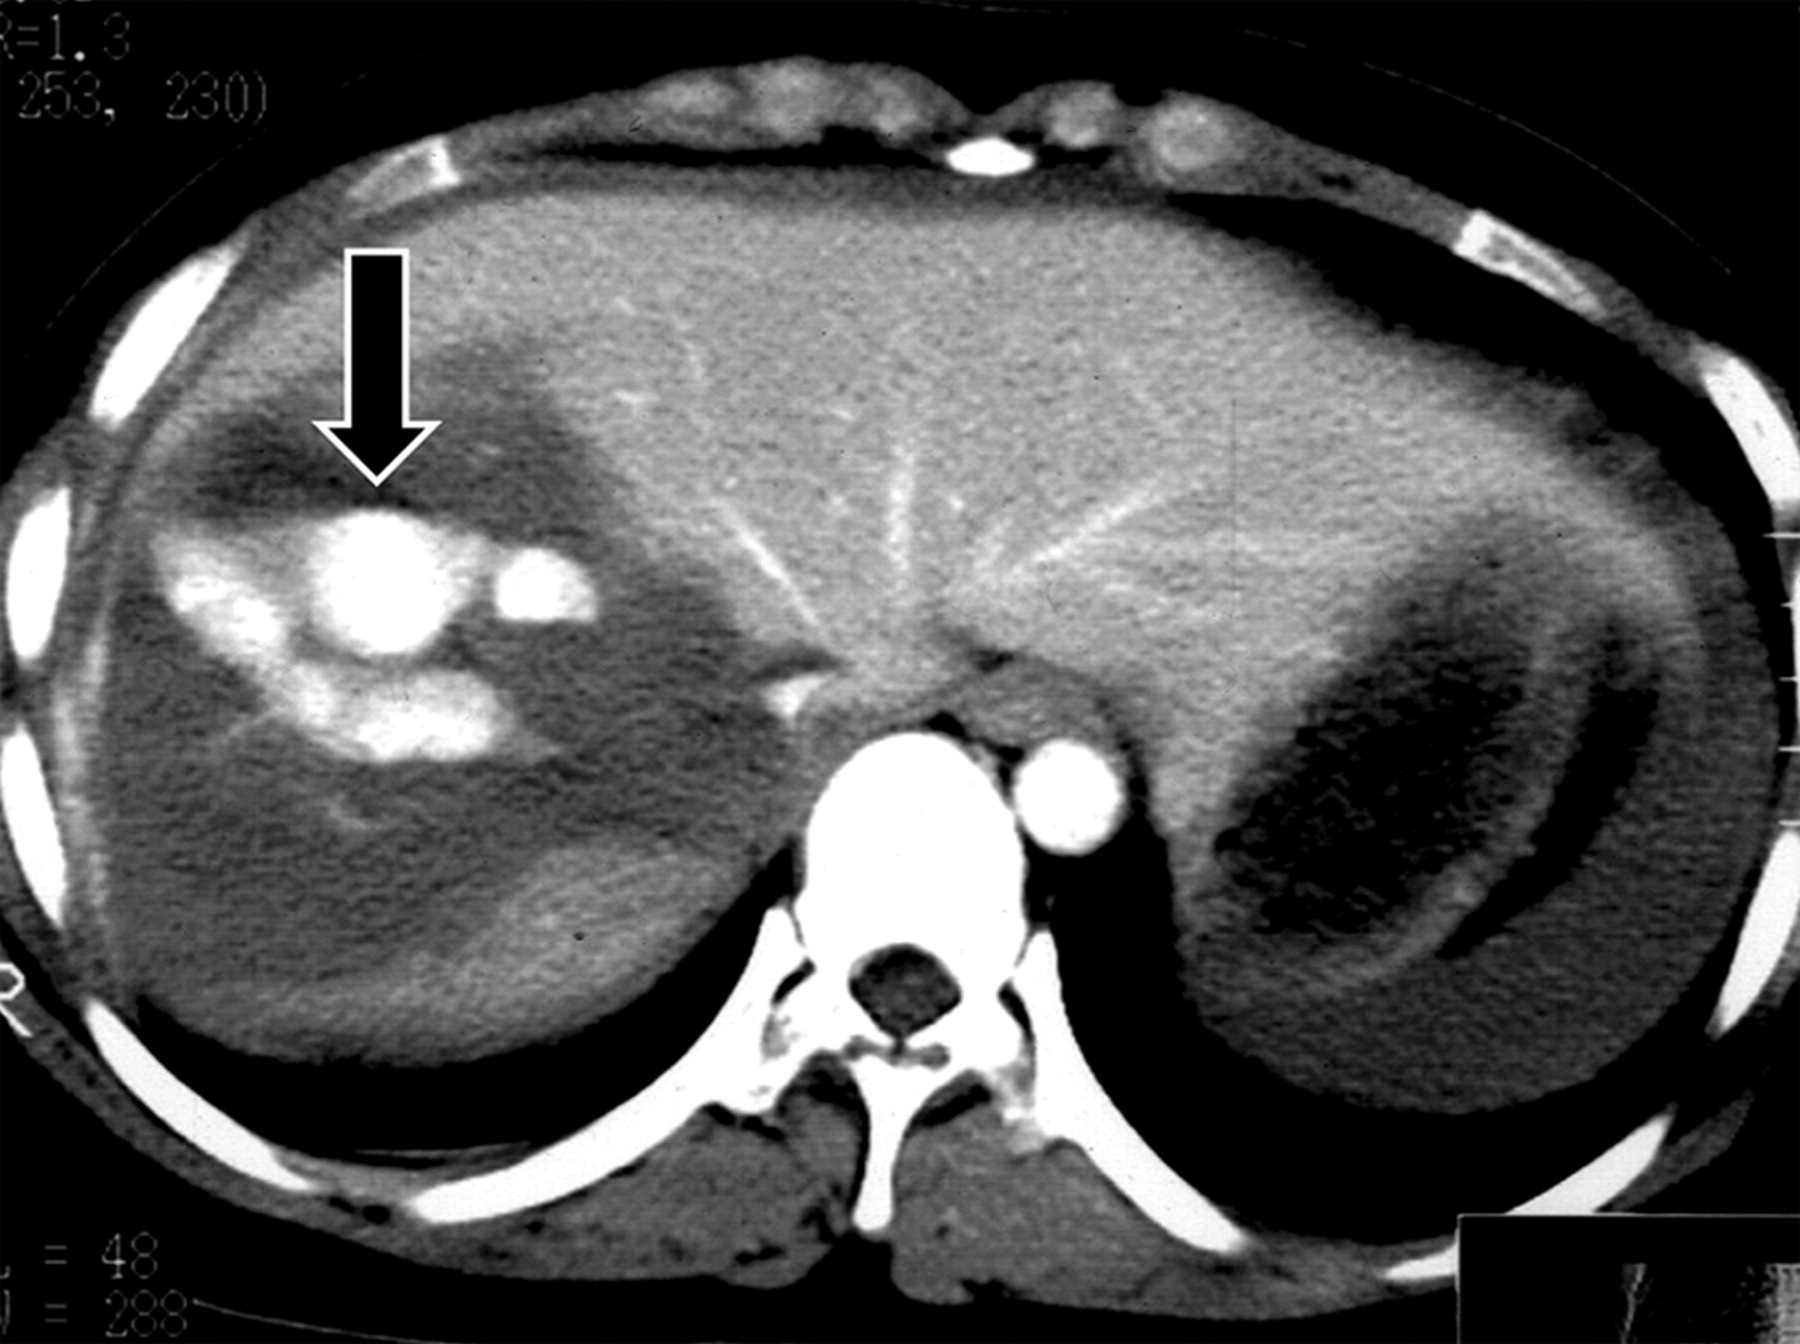 R=1.3
253, 230)
R
= 48
= 288